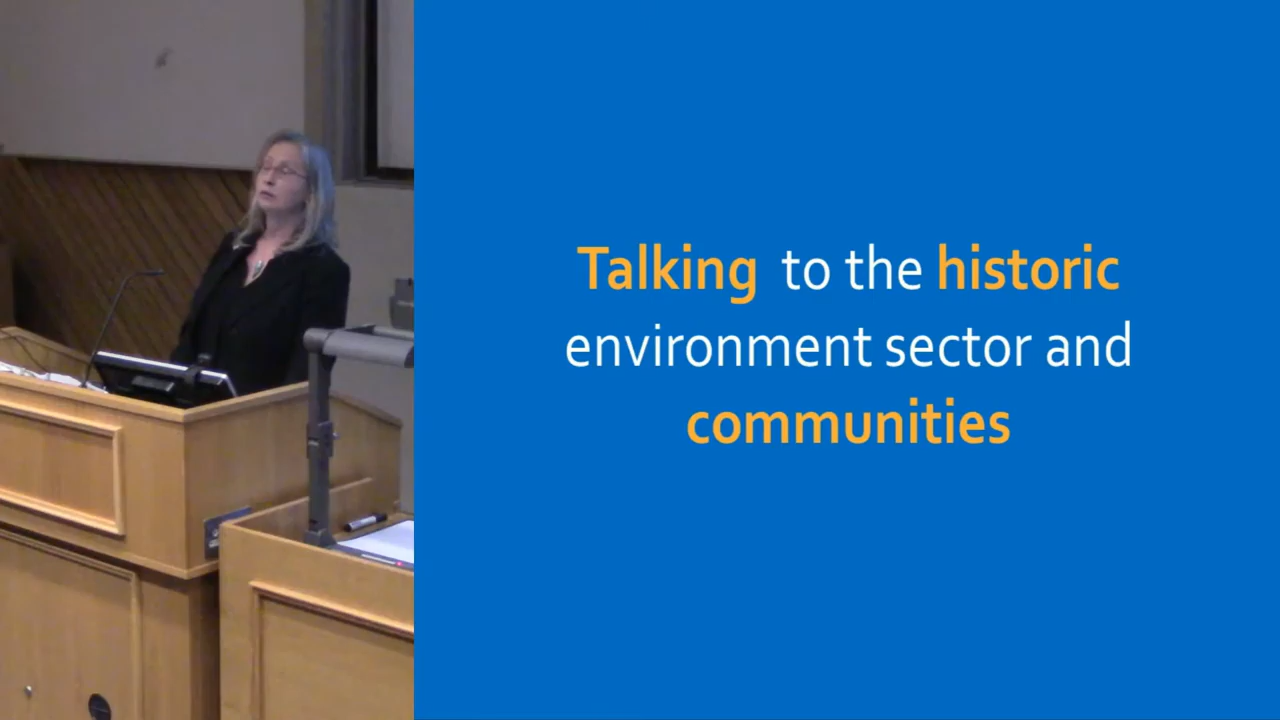 Talking to the historic
environment sector and
communities